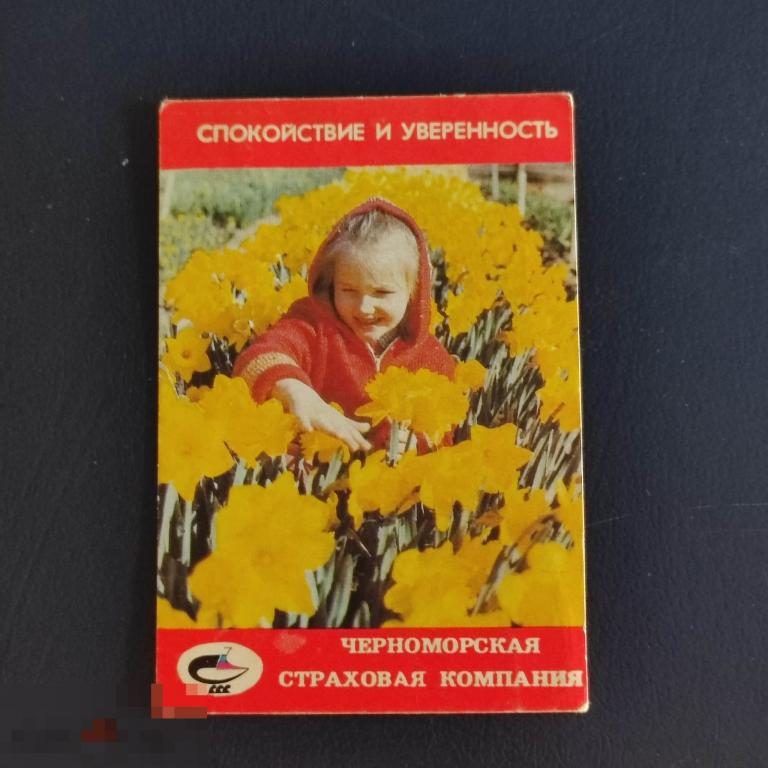 СПОКОЙСТВИЕ И УВЕРЕННОСТЬ
ЧЕРНОМОРСКАЯ
СТРАХОВАЯ КОМПАНИЯ